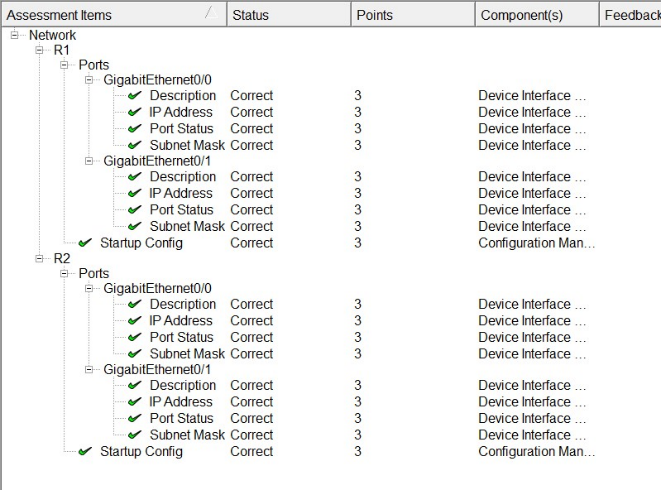 Assessment Items Status Points Component(s) Feedback
Network
R1
Ports
GigabitEthernet0/0
Description Correct 3 Device Interface ...
IP Address Correct 3 Device Interface ...
Port Status Correct 3 Device Interface ...
Subnet Mask Correct 3 Device Interface ...
GigabitEthernet0/1
Description Correct 3 Device Interface ...
IP Address Correct 3 Device Interface ...
Port Status Correct 3 Device Interface ...
Subnet Mask Correct 3 Device Interface ...
Startup Config Correct 3 Configuration Man...
R2
Ports
GigabitEthernet0/0
Description Correct 3 Device Interface ...
IP Address Correct 3 Device Interface ...
Port Status Correct 3 Device Interface ...
Subnet Mask Correct 3 Device Interface ...
GigabitEthernet0/1
Description Correct 3 Device Interface ...
IP Address Correct 3 Device Interface ...
Port Status Correct 3 Device Interface ...
Subnet Mask Correct 3 Device Interface ...
Startup Config Correct 3 Configuration Man...